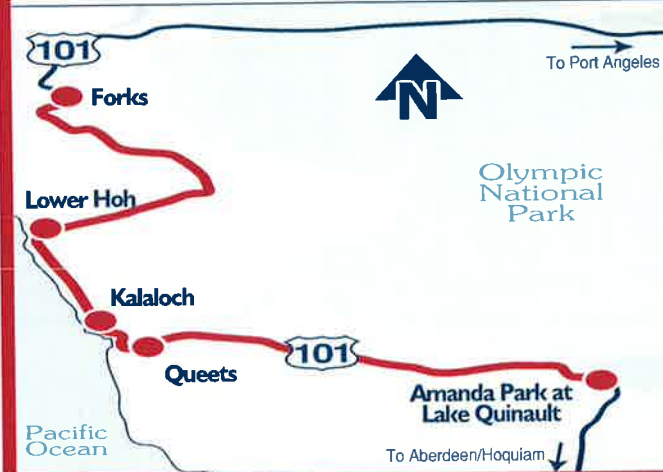 101
To Port Angeles
Forks
N
Olympic
National
Park
Lower Hoh
Kalaloch
101
Queets
Amanda Park at
Lake Quinault
Pacific
Ocean
To Aberdeen/Hoquiam